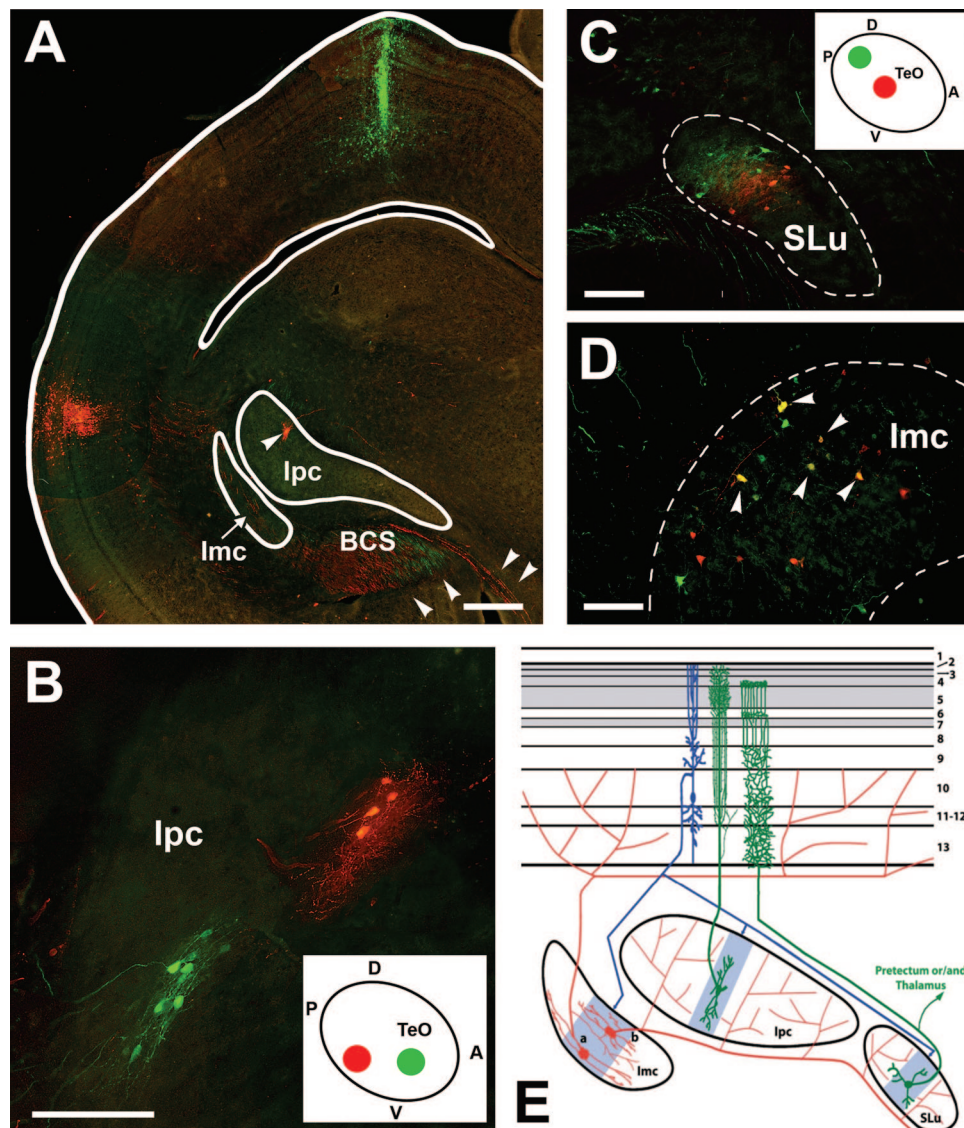 A
Ipc
Imc
BCS
C
D
P
TeO
A
V
SLu
D
Imc
B
Ipc
D
P
TeO
A
V
E
1
2
3
4
5
6
7
8
9
10
11-12
13
Pretectum or/and
Thalamus
a
b
Imc
Ipc
SLu